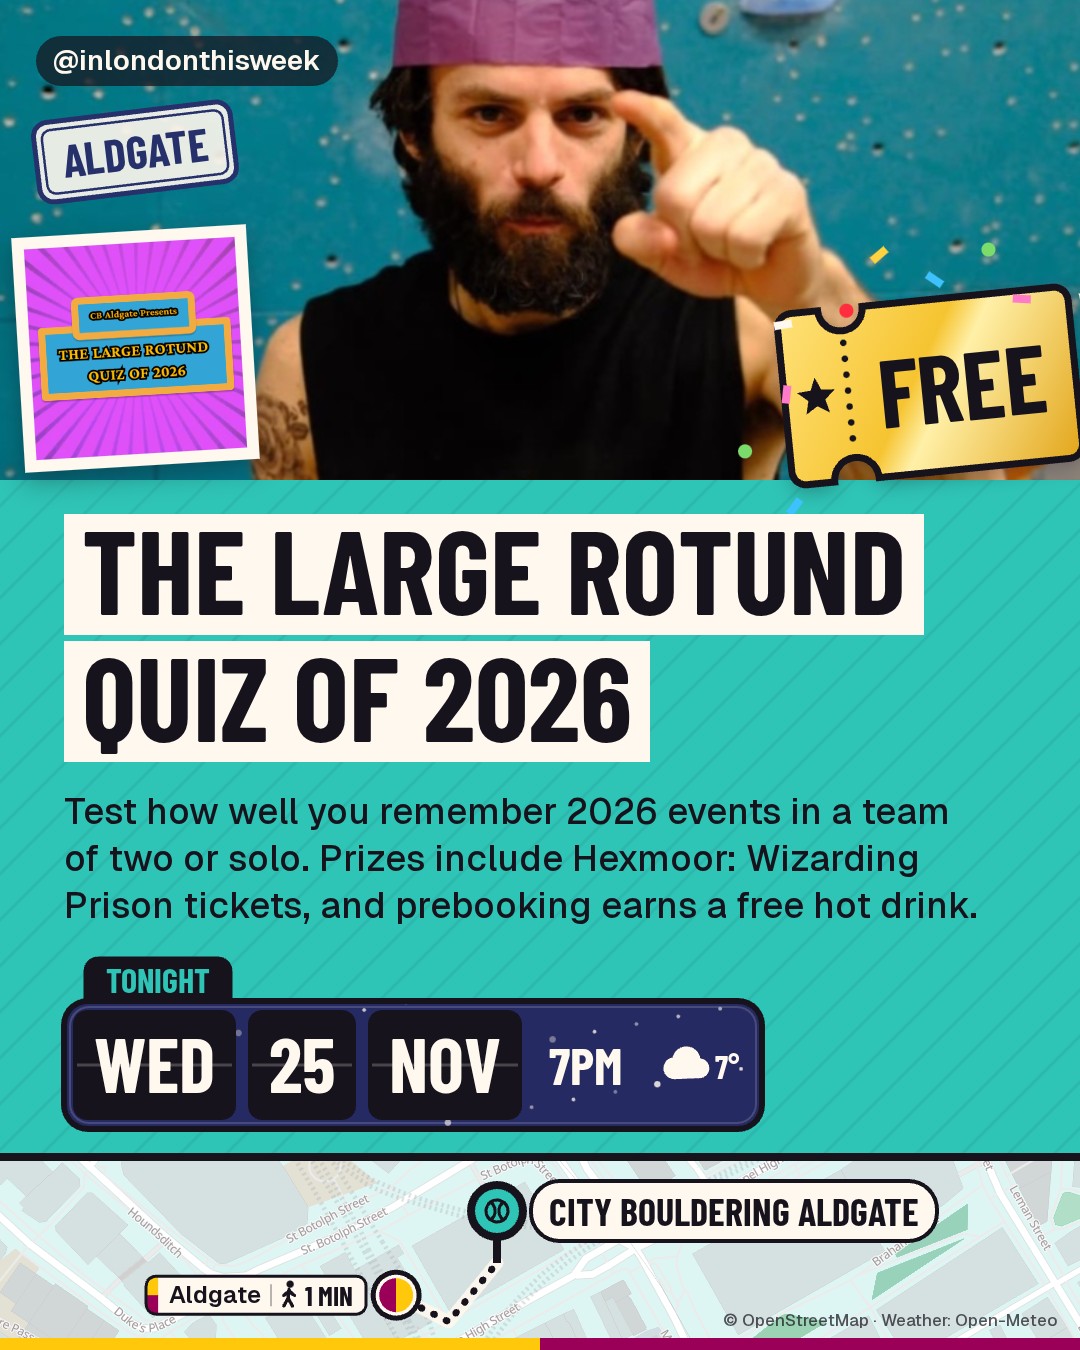 @inlondonthisweek
ALDGATE
CB Aldgate Presents
THE LARGE ROTUND
QUIZ OF 2026
FREE
THE LARGE ROTUND
QUIZ OF 2026
Test how well you remember 2026 events in a team
of two or solo. Prizes include Hexmoor: Wizarding
Prison tickets, and prebooking earns a free hot drink.
TONIGHT
WED 25 NOV 7PM 7°
CITY BOULDERING ALDGATE
Houndsditch
St Botolph Street
St. Botolph Street
Leman Street
Aldgate 1 MIN
Duke's Place
High Street
© OpenStreetMap · Weather: Open-Meteo